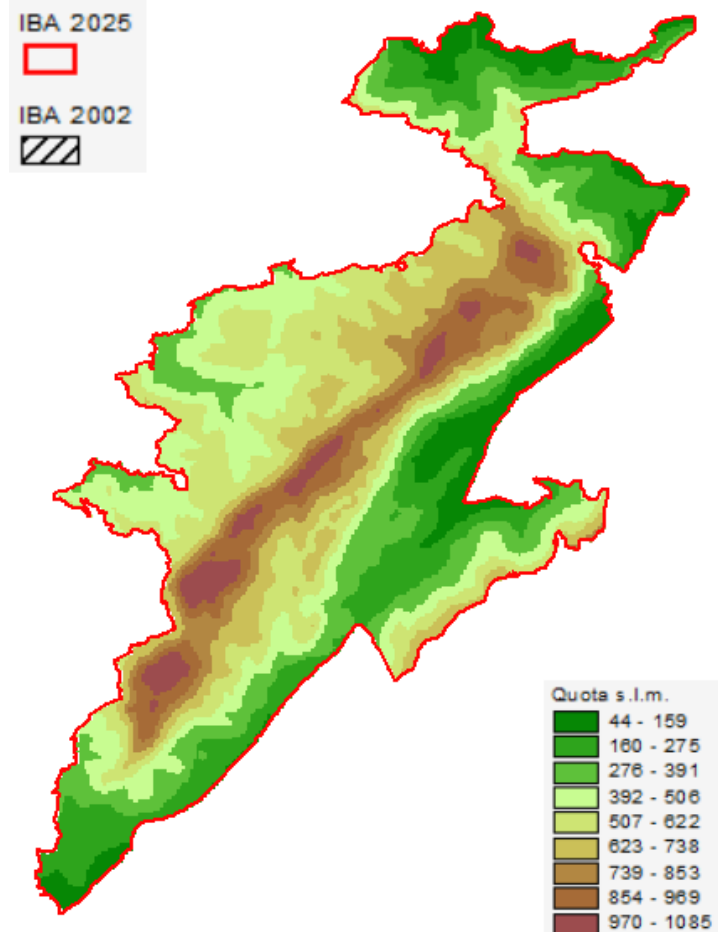 IBA 2025
IBA 2002
Quota s.l.m.
44 - 159
160 - 275
276 - 391
392 - 506
507 - 622
623 - 738
739 - 853
854 - 969
970 - 1085